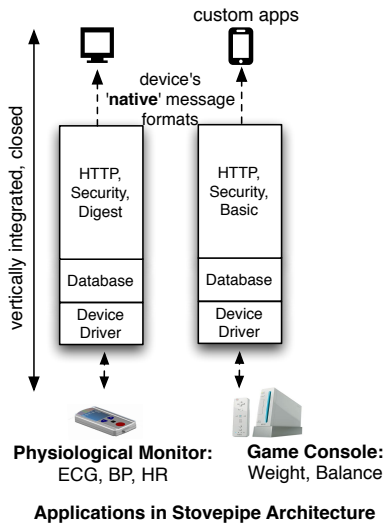 custom apps
device's
'native' message
formats
vertically integrated, closed
HTTP,
Security,
Digest
Database
Device
Driver
HTTP,
Security,
Basic
Database
Device
Driver
Physiological Monitor:
ECG, BP, HR
Game Console:
Weight, Balance
Applications in Stovepipe Architecture